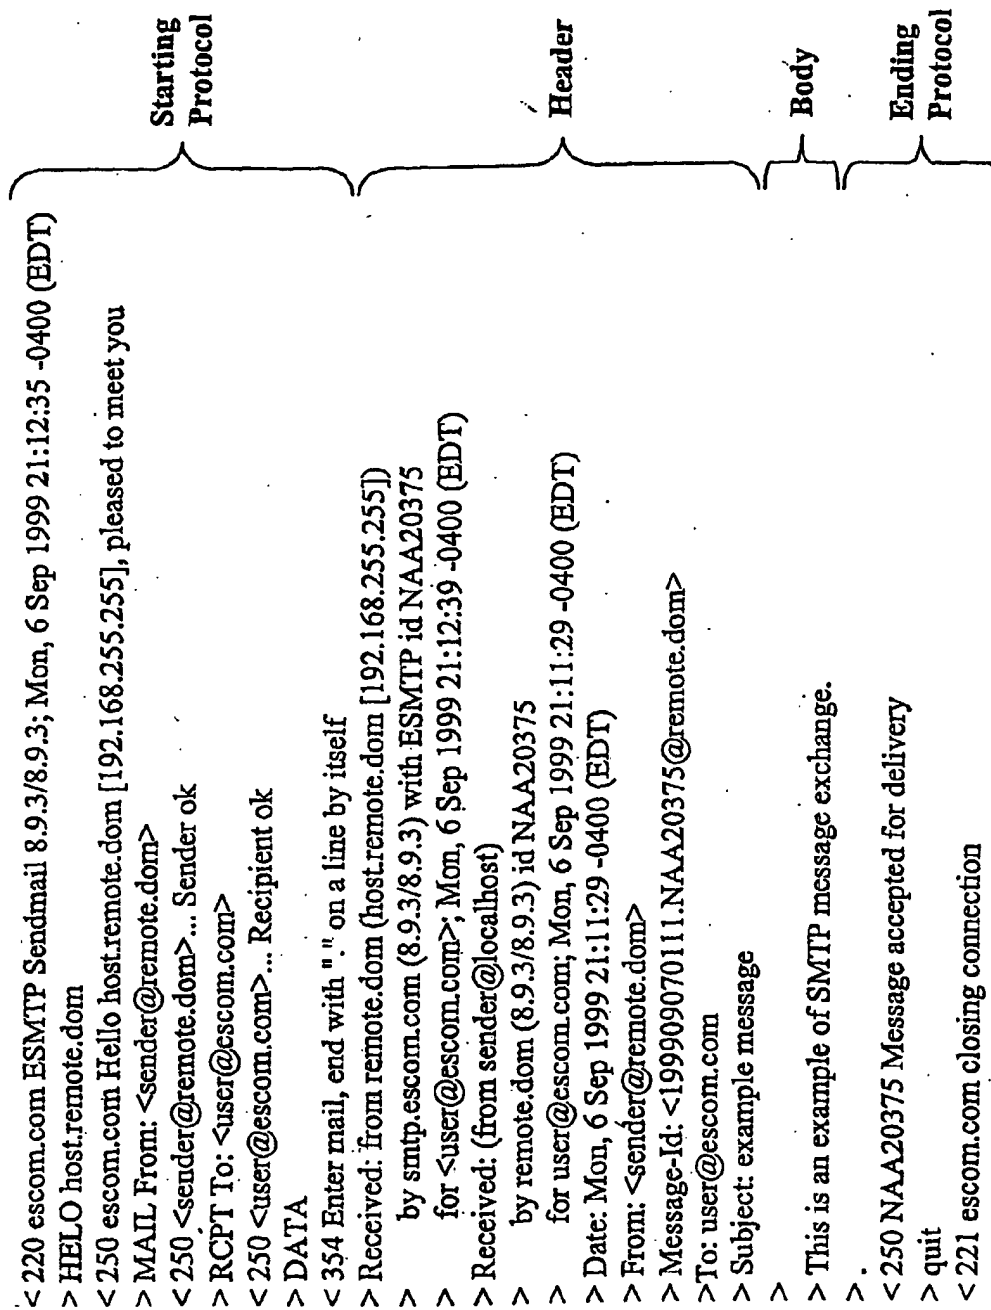 < 220 escom.com ESMTP Sendmail 8.9.3/8.9.3; Mon, 6 Sep 1999 21:12:35 -0400 (EDT)
> HELO host.remote.dom
< 250 escom.com Hello host.remote.dom [192.168.255.255], pleased to meet you
> MAIL From: <sender@remote.dom>
< 250 <sender@remote.dom>... Sender ok
> RCPT To: <user@escom.com>
< 250 <user@escom.com>... Recipient ok
> DATA
< 354 Enter mail, end with "." on a line by itself
> Received: from remote.dom (host.remote.dom [192.168.255.255])
> by smtp.escom.com (8.9.3/8.9.3) with ESMTP id NAA20375
> for <user@escom.com>; Mon, 6 Sep 1999 21:12:39 -0400 (EDT)
> Received: (from sender@localhost)
> by remote.dom (8.9.3/8.9.3) id NAA20375
> for user@escom.com; Mon, 6 Sep 1999 21:11:29 -0400 (EDT)
> Date: Mon, 6 Sep 1999 21:11:29 -0400 (EDT)
> From: <sender@remote.dom>
> Message-Id: <199909070111.NAA20375@remote.dom>
>To: user@escom.com
> Subject: example message
>
> This is an example of SMTP message exchange.
>.
< 250 NAA20375 Message accepted for delivery
> quit
< 221 escom.com closing connection
Starting
Protocol
Header
Body
Ending
Protocol